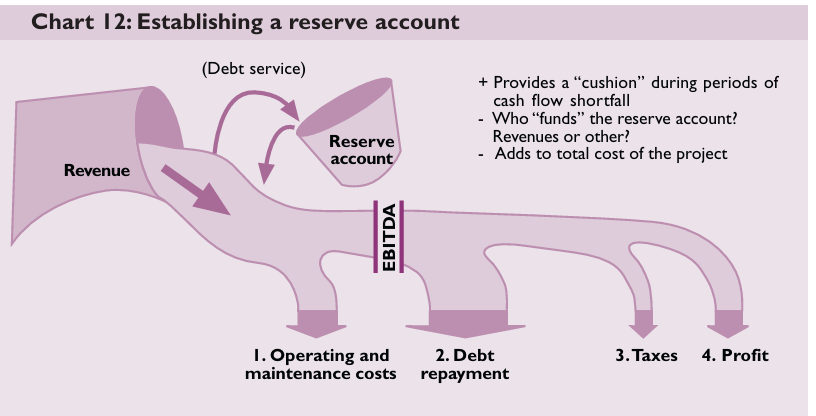 Chart 12: Establishing a reserve account
(Debt service)
+ Provides a “cushion” during periods of
cash flow shortfall
- Who “funds” the reserve account?
Revenues or other?
- Adds to total cost of the project
Revenue
Reserve
account
EBITDA
1. Operating and
maintenance costs
2. Debt
repayment
3. Taxes
4. Profit